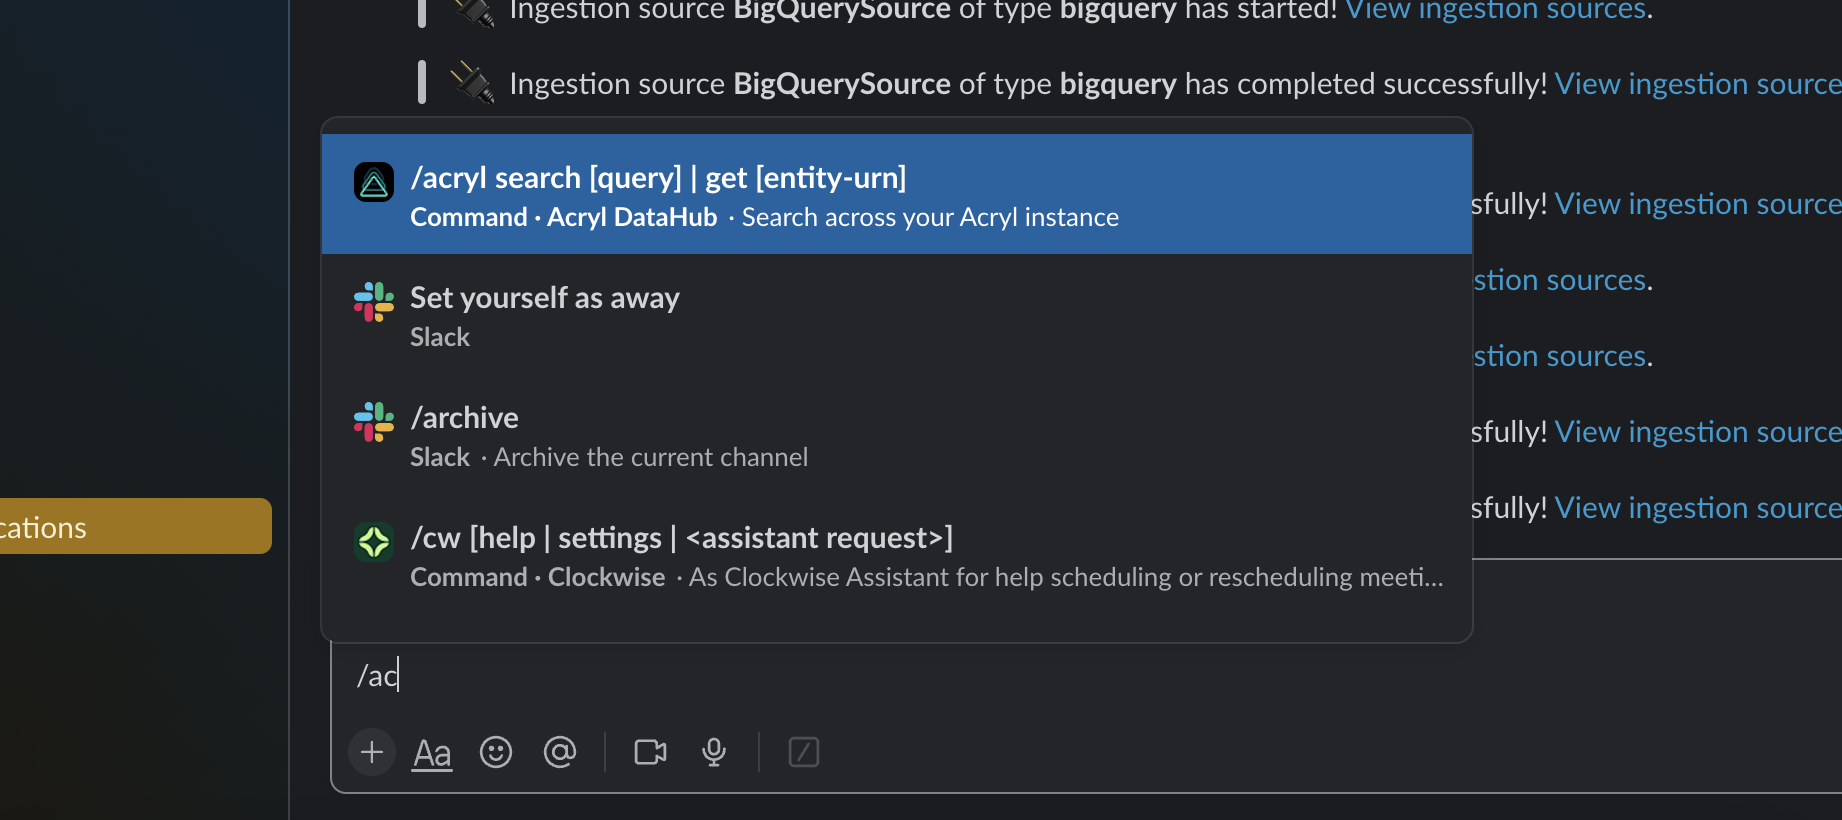 Ingestion source BigQuerySource of type bigquery has started! View ingestion sources.
Ingestion source BigQuerySource of type bigquery has completed successfully! View ingestion source
/acryl search [query] | get [entity-urn]
Command · Acryl DataHub · Search across your Acryl instance
sfully! View ingestion source
Set yourself as away
stion sources.
Slack
stion sources.
/archive
sfully! View ingestion source
Slack · Archive the current channel
sfully! View ingestion source
cations
/cw [help | settings | <assistant request>]
Command · Clockwise · As Clockwise Assistant for help scheduling or rescheduling meeti...
/ac
Aa